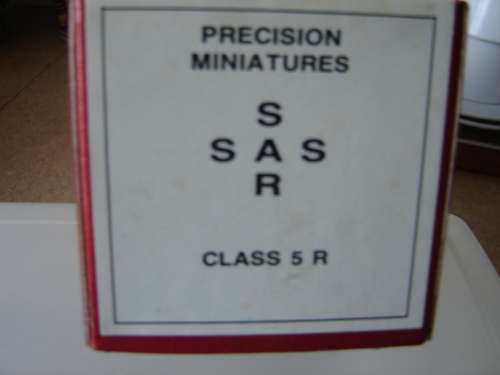 PRECISION
MINIATURES
S
S A S
R
CLASS 5 R